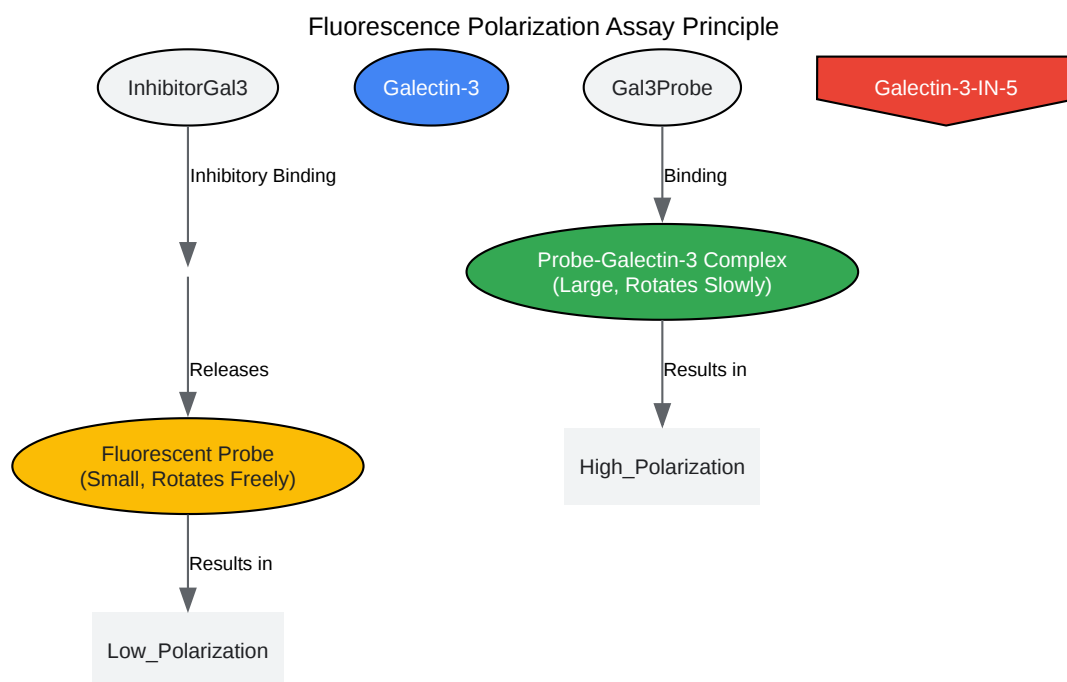 Fluorescence Polarization Assay Principle
InhibitorGal3
Galectin-3
Gal3Probe
Galectin-3-IN-5
Inhibitory Binding
Binding
Probe-Galectin-3 Complex
(Large, Rotates Slowly)
Releases
Results in
Fluorescent Probe
(Small, Rotates Freely)
High_Polarization
Results in
Low_Polarization